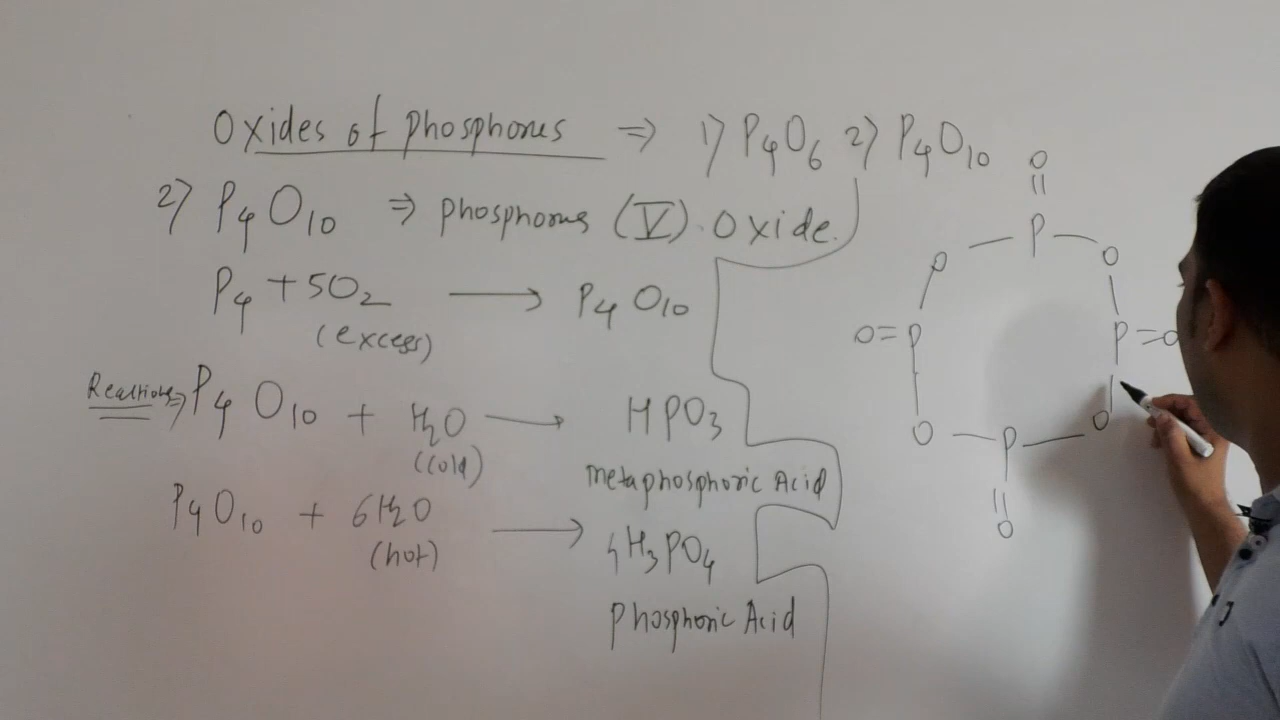 Oxides of phosphorus ⇒ 1) P₄O₆ 2) P₄O₁₀
2) P₄O₁₀ ⇒ phosphorus (V). Oxide.
P₄ + 5O₂ ⟶ P₄O₁₀
(excess)
Reactions ⇒ P₄O₁₀ + H₂O ⟶ HPO₃
(cold)
metaphosphoric Acid
P₄O₁₀ + 6H₂O ⟶ 4H₃PO₄
(hot)
phosphoric Acid
O
||
P — P — O
O=P P=O
O — P — O
||
O